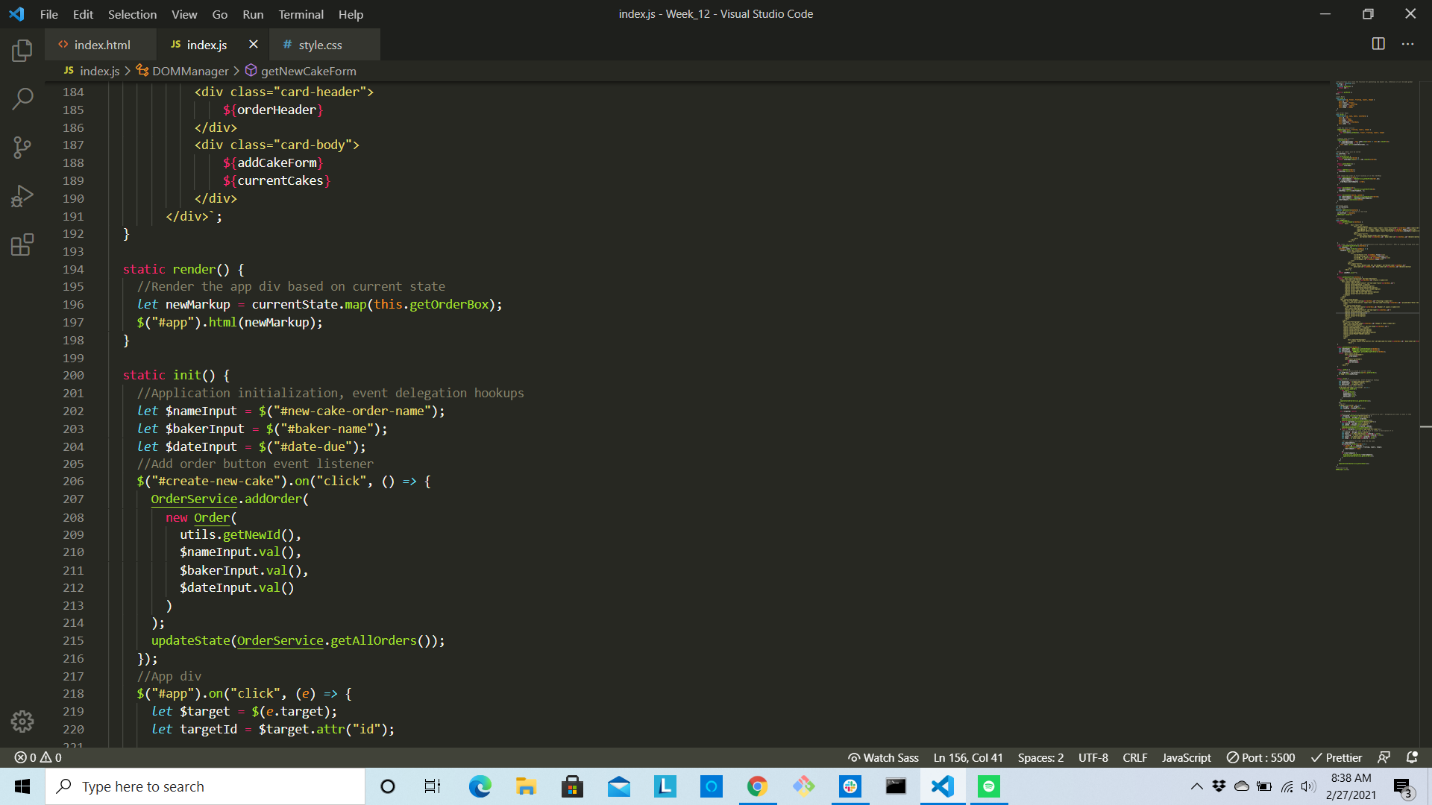 File Edit Selection View Go Run Terminal Help
index.js - Week_12 - Visual Studio Code
<> index.html JS index.js # style.css
JS index.js > DOMManager > getNewCakeForm
184 <div class="card-header">
185 ${orderHeader}
186 </div>
187 <div class="card-body">
188 ${addCakeForm}
189 ${currentCakes}
190 </div>
191 </div>`;
192 }
193
194 static render() {
195 //Render the app div based on current state
196 let newMarkup = currentState.map(this.getOrderBox);
197 $("#app").html(newMarkup);
198 }
199
200 static init() {
201 //Application initialization, event delegation hookups
202 let $nameInput = $("#new-cake-order-name");
203 let $bakerInput = $("#baker-name");
204 let $dateInput = $("#date-due");
205 //Add order button event listener
206 $("#create-new-cake").on("click", () => {
207 OrderService.addOrder(
208 new Order(
209 utils.getNewId(),
210 $nameInput.val(),
211 $bakerInput.val(),
212 $dateInput.val()
213 )
214 );
215 updateState(OrderService.getAllOrders());
216 });
217 //App div
218 $("#app").on("click", (e) => {
219 let $target = $(e.target);
220 let targetId = $target.attr("id");
221
0 0 Watch Sass Ln 156, Col 41 Spaces: 2 UTF-8 CRLF JavaScript Port : 5500 Prettier
Type here to search
L
8:38 AM
2/27/2021
3